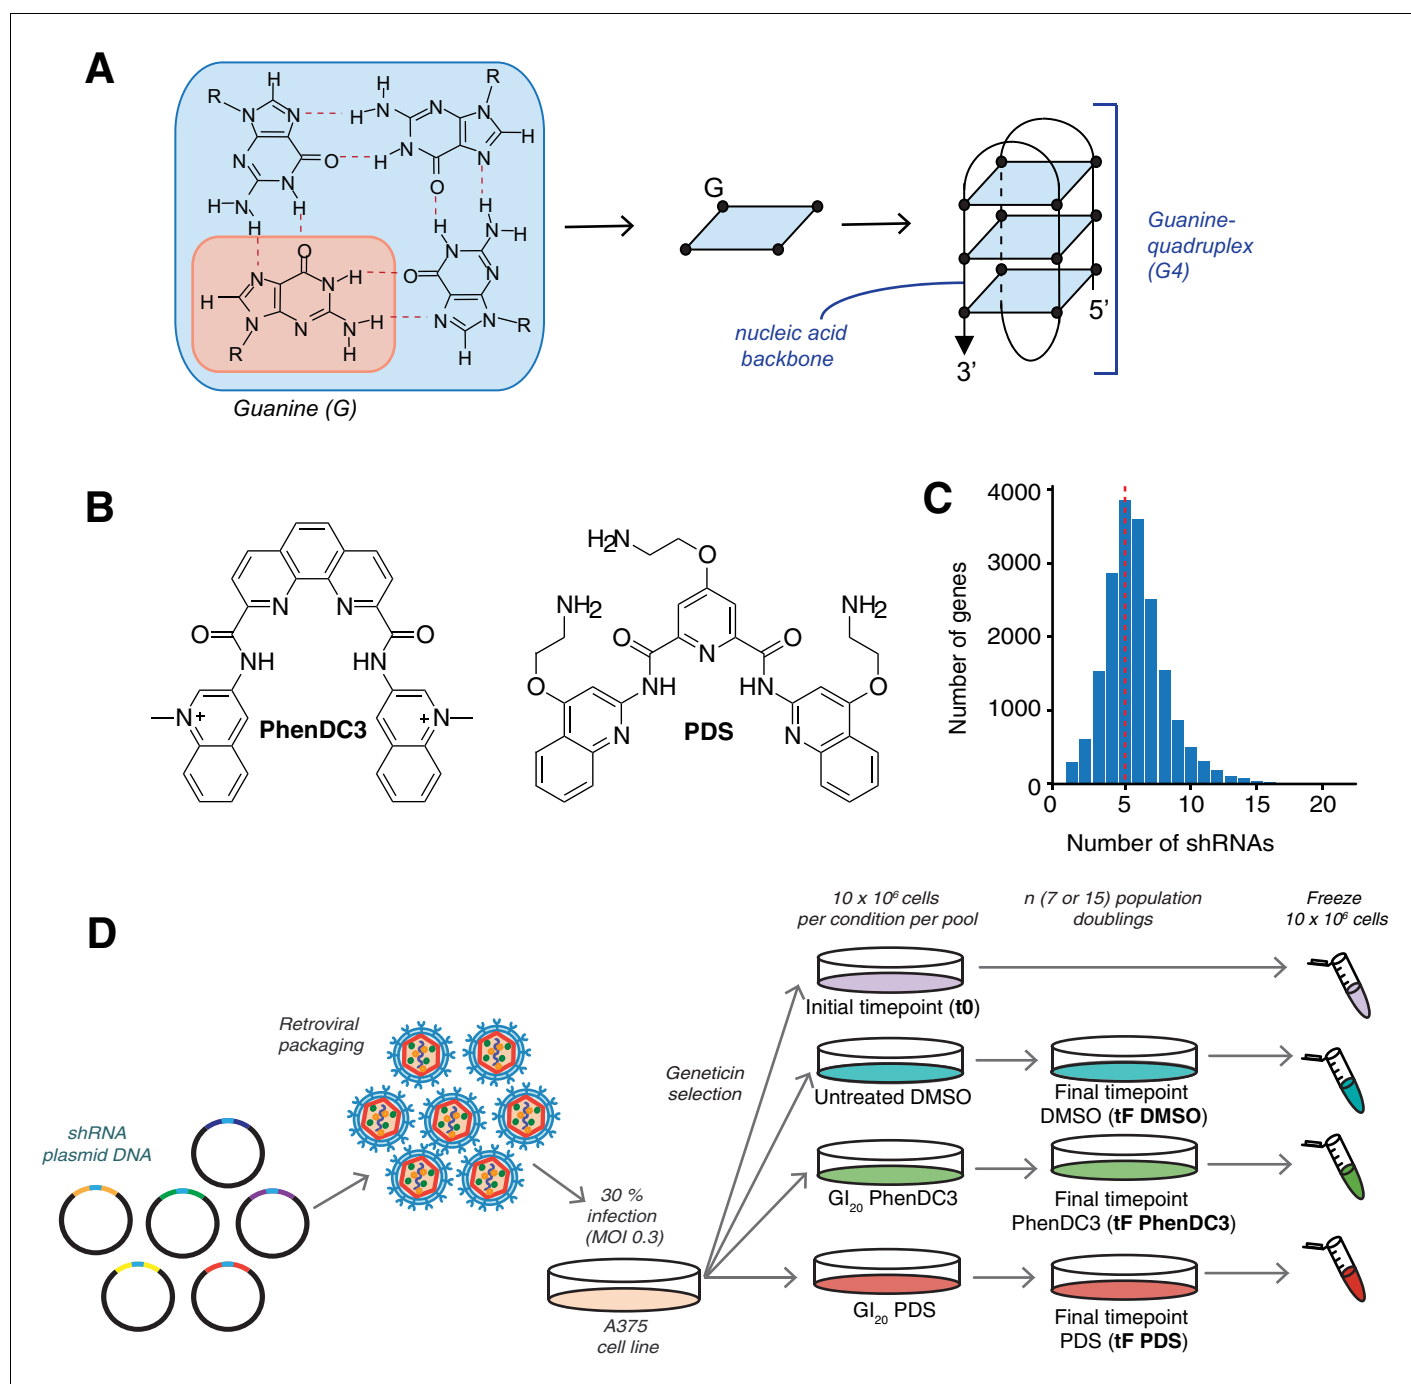 A
H
R
N
N
H
N
R
N
N
H
N
O
H
N
N
N
H
N
O
H
H
H
N
H
H
N
N
H
O
N
H
O
N
N
H
N
N
H
N
H
N
N
R
R
H
H
Guanine (G)
G
nucleic acid
backbone
5’
3’
Guanine-
quadruplex
(G4)
B
N
N
O
O
NH
HN
N
+
N
+
PhenDC3
H2N
O
NH2
NH2
O
O
N
O
O
NH
HN
N
N
PDS
C
Number of genes
4000
3000
2000
1000
0
0
5
10
15
20
Number of shRNAs
D
shRNA
plasmid DNA
Retroviral
packaging
30 %
infection
(MOI 0.3)
A375
cell line
Geneticin
selection
10 x 10⁶ cells
per condition per pool
n (7 or 15) population
doublings
Freeze
10 x 10⁶ cells
Initial timepoint (t0)
Untreated DMSO
Final timepoint
DMSO (tF DMSO)
GI₂₀ PhenDC3
Final timepoint
PhenDC3 (tF PhenDC3)
GI₂₀ PDS
Final timepoint
PDS (tF PDS)